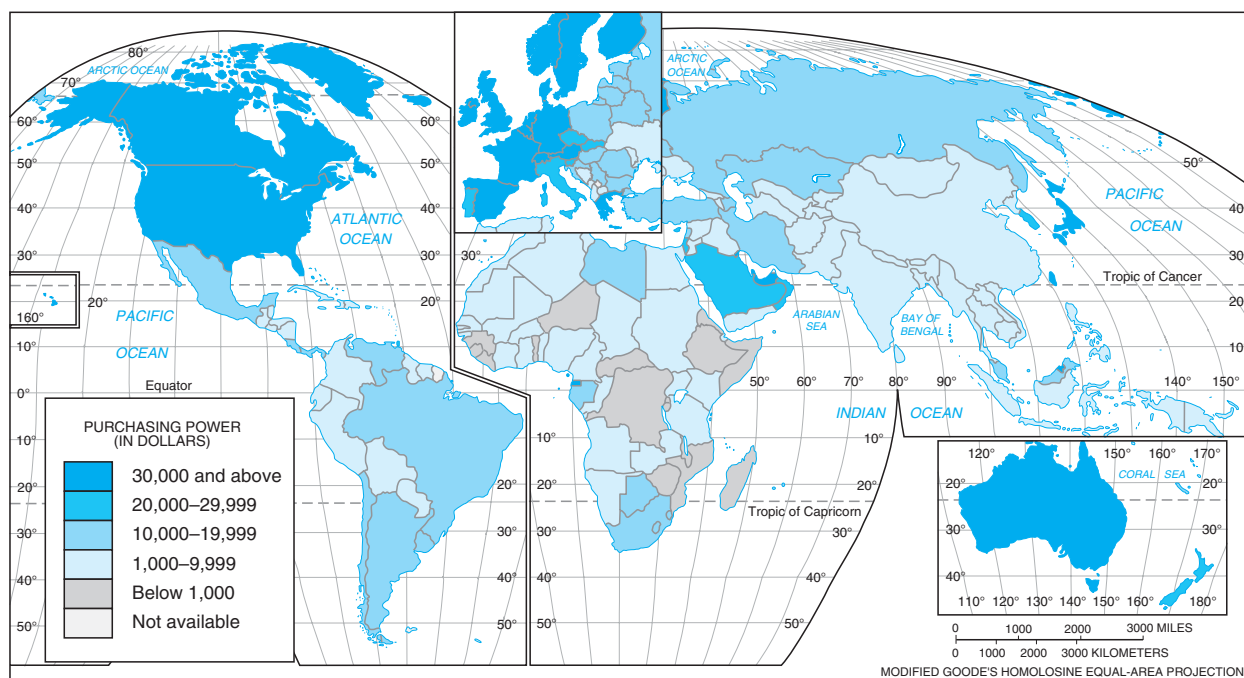 80°
ARCTIC OCEAN
70°
60°
50°
40°
30°
20°
160°
ATLANTIC
OCEAN
PACIFIC
OCEAN
10°
Equator
0°
10°
20°
30°
40°
50°
10°
20°
30°
40°
50°
PURCHASING POWER
(IN DOLLARS)
30,000 and above
20,000–29,999
10,000–19,999
1,000–9,999
Below 1,000
Not available
ARCTIC
OCEAN
50°
PACIFIC
OCEAN
40°
30°
30°
Tropic of Cancer
20°
ARABIAN
SEA
BAY OF
BENGAL
10°
50°
60°
70°
80°
90°
140°
150°
0°
INDIAN
OCEAN
10°
10°
20°
20°
Tropic of Capricorn
30°
30°
40°
50°
50°
120°
150°
160°
170°
CORAL SEA
20°
20°
30°
30°
40°
40°
110°
120°
130°
140°
150°
160°
180°
0
1000
2000
3000 MILES
0
1000
2000
3000 KILOMETERS
MODIFIED GOODE'S HOMOLOSINE EQUAL-AREA PROJECTION